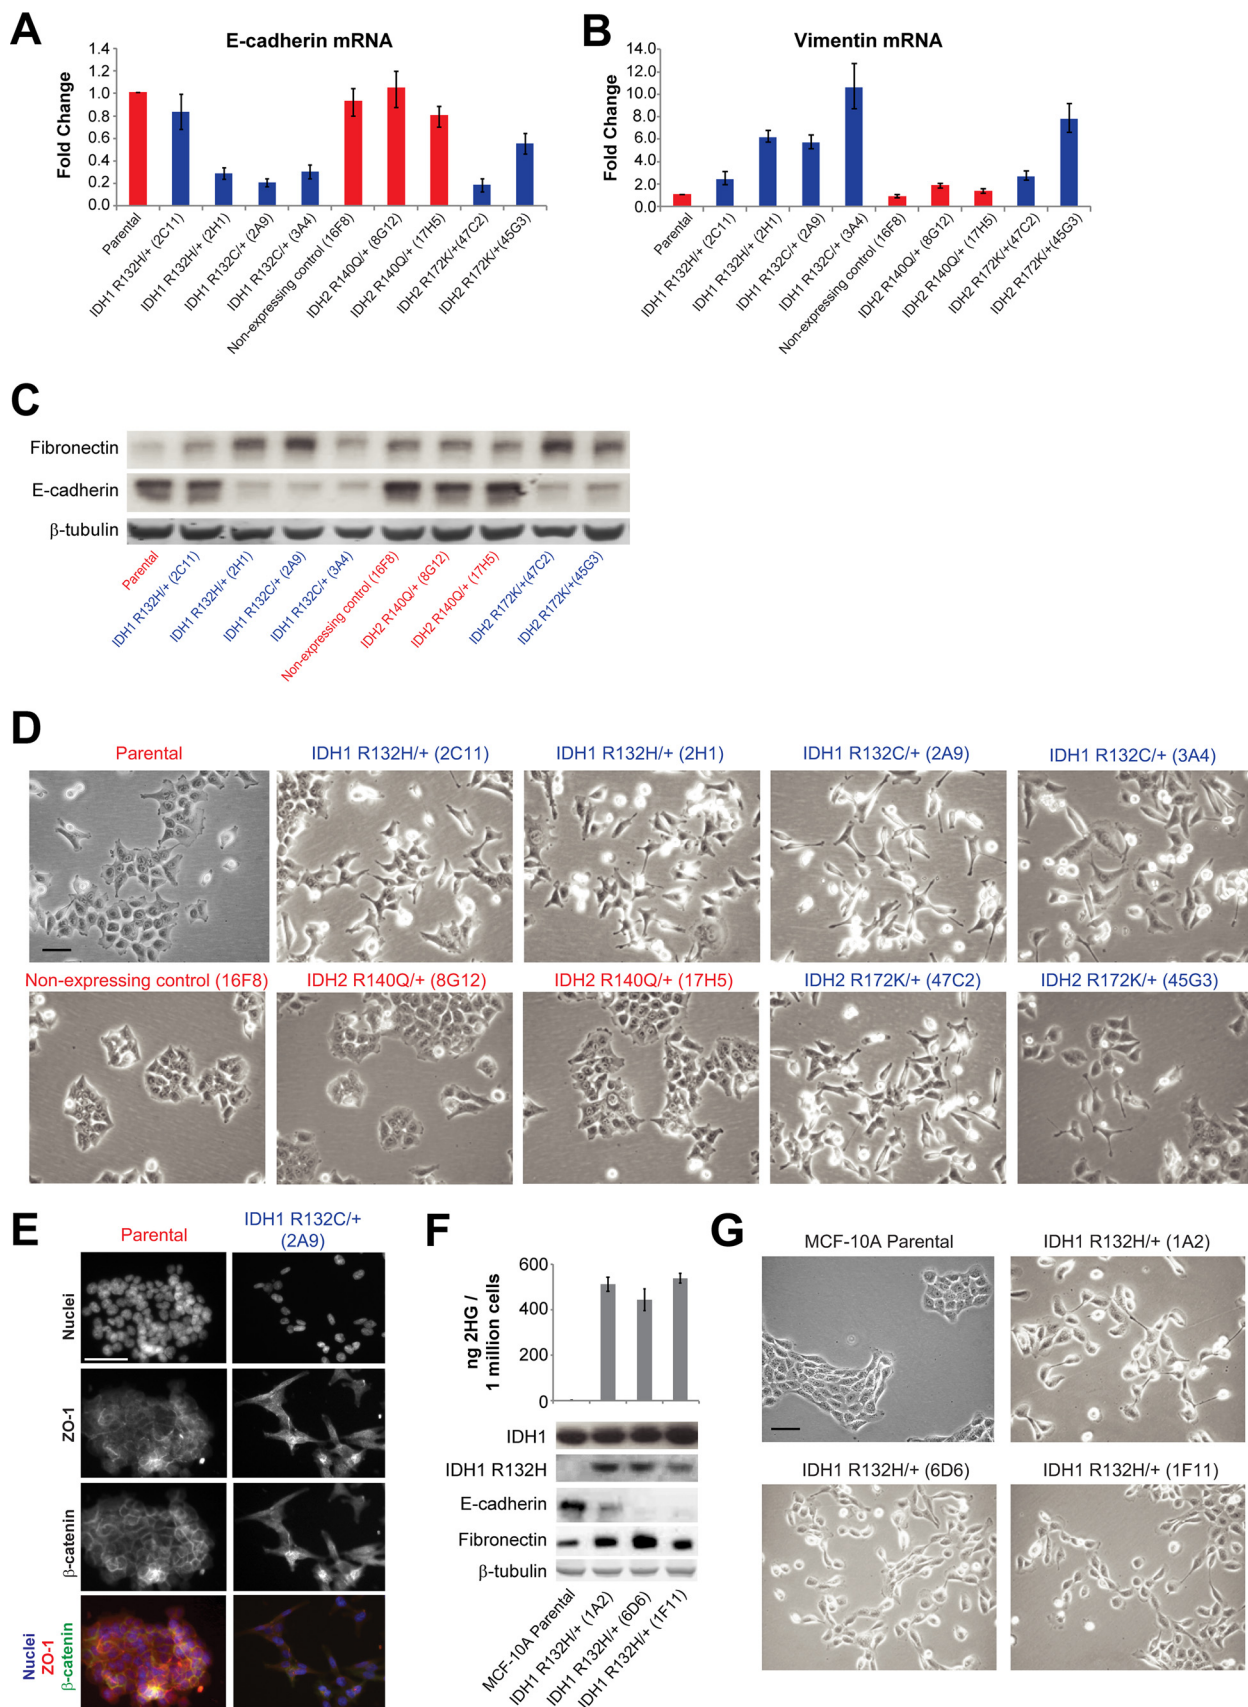 A
E-cadherin mRNA
Fold Change
1.4
1.2
1.0
0.8
0.6
0.4
0.2
0.0
Parental
IDH1 R132H/+ (2C11)
IDH1 R132H/+ (2H1)
IDH1 R132C/+ (2A9)
IDH1 R132C/+ (3A4)
Non-expressing control (16F8)
IDH2 R140Q/+ (8G12)
IDH2 R140Q/+ (17H5)
IDH2 R172K/+(47C2)
IDH2 R172K/+(45G3)
B
Vimentin mRNA
Fold Change
14.0
12.0
10.0
8.0
6.0
4.0
2.0
0.0
Parental
IDH1 R132H/+ (2C11)
IDH1 R132H/+ (2H1)
IDH1 R132C/+ (2A9)
IDH1 R132C/+ (3A4)
Non-expressing control (16F8)
IDH2 R140Q/+ (8G12)
IDH2 R140Q/+ (17H5)
IDH2 R172K/+(47C2)
IDH2 R172K/+(45G3)
C
Fibronectin
E-cadherin
β-tubulin
Parental
IDH1 R132H/+ (2C11)
IDH1 R132H/+ (2H1)
IDH1 R132C/+ (2A9)
IDH1 R132C/+ (3A4)
Non-expressing control (16F8)
IDH2 R140Q/+ (8G12)
IDH2 R140Q/+ (17H5)
IDH2 R172K/+(47C2)
IDH2 R172K/+(45G3)
D
Parental
IDH1 R132H/+ (2C11)
IDH1 R132H/+ (2H1)
IDH1 R132C/+ (2A9)
IDH1 R132C/+ (3A4)
Non-expressing control (16F8)
IDH2 R140Q/+ (8G12)
IDH2 R140Q/+ (17H5)
IDH2 R172K/+ (47C2)
IDH2 R172K/+ (45G3)
E
Parental
IDH1 R132C/+
(2A9)
Nuclei
ZO-1
β-catenin
Nuclei
ZO-1
β-catenin
F
ng 2HG /
1 million cells
600
400
200
0
IDH1
IDH1 R132H
E-cadherin
Fibronectin
β-tubulin
MCF-10A Parental
IDH1 R132H/+ (1A2)
IDH1 R132H/+ (6D6)
IDH1 R132H/+ (1F11)
G
MCF-10A Parental
IDH1 R132H/+ (1A2)
IDH1 R132H/+ (6D6)
IDH1 R132H/+ (1F11)